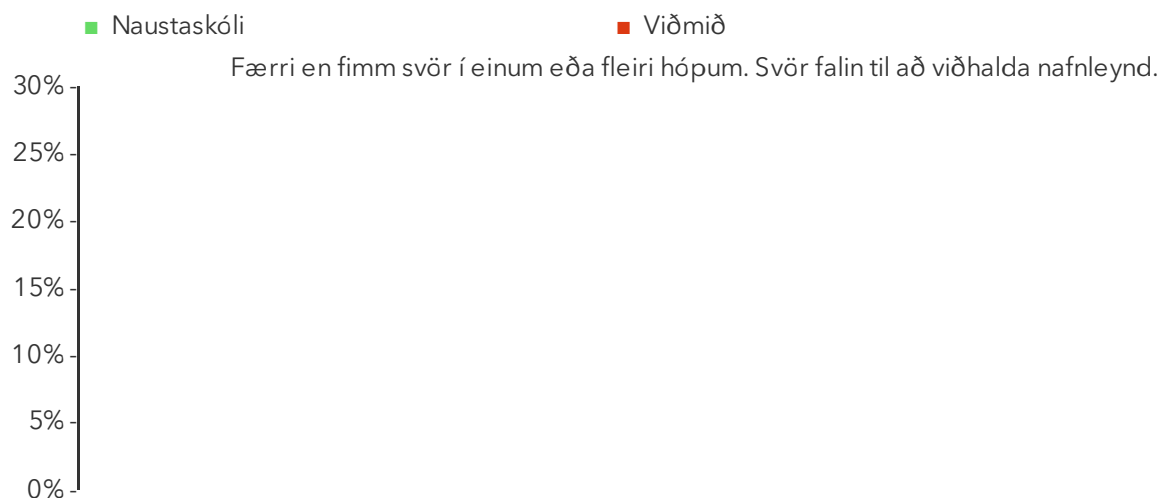 Naustaskóli
Viðmið
Færri en fimm svör í einum eða fleiri hópum. Svör falin til að viðhalda nafnleynd.
30%
25%
20%
15%
10%
5%
0%